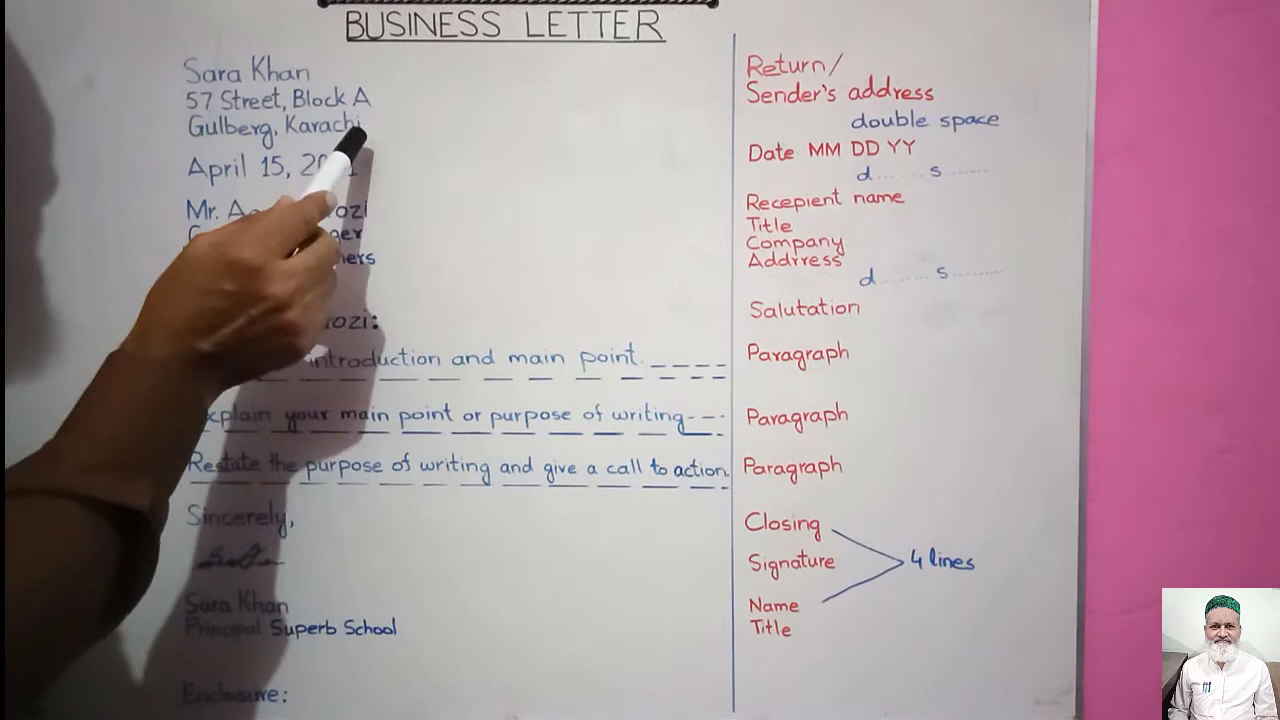 BUSINESS LETTER
Sara Khan
57 Street, Block A
Gulberg, Karachi
April 15,
Mr.
introduction and main point.
Explain your main point or purpose of writing
Restate the purpose of writing and give a call to action.
Sincerely,
Sara Khan
Principal Superb School
Enclosure:
Return/
Sender's address
double space
Date MM DD YY
d...... s......
Recepient name
Title
Company
Addrress
d........ s..........
Salutation
Paragraph
Paragraph
Paragraph
Closing
Signature
4 lines
Name
Title